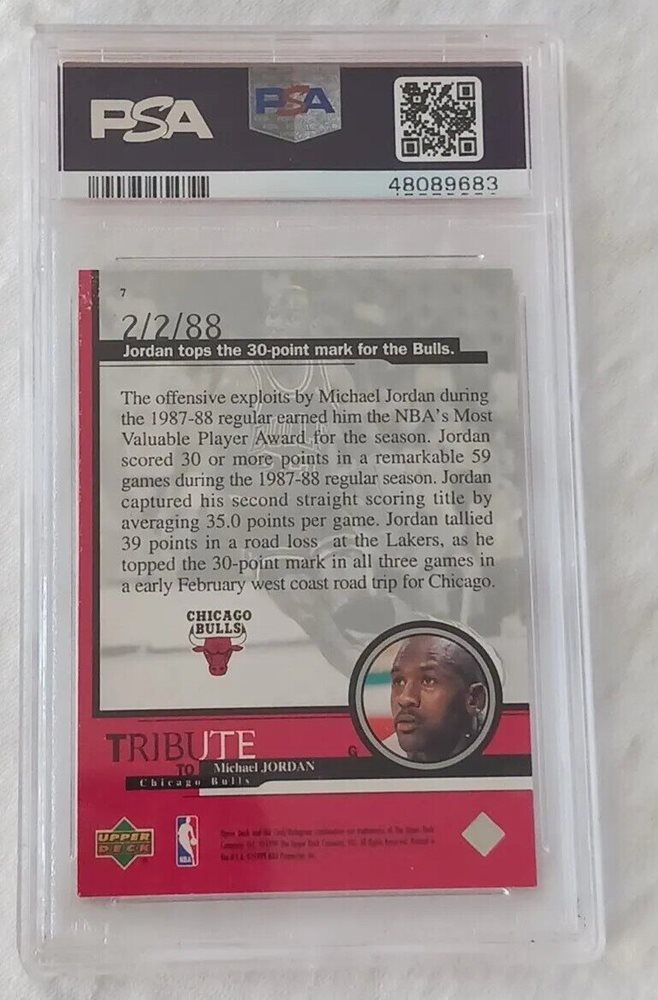 PSA
PSA
48089683
7
2/2/88
Jordan tops the 30-point mark for the Bulls.
The offensive exploits by Michael Jordan during
the 1987-88 regular earned him the NBA's Most
Valuable Player Award for the season. Jordan
scored 30 or more points in a remarkable 59
games during the 1987-88 regular season. Jordan
captured his second straight scoring title by
averaging 35.0 points per game. Jordan tallied
39 points in a road loss at the Lakers, as he
topped the 30-point mark in all three games in
a early February west coast road trip for Chicago.
CHICAGO
BULLS
TRIBUTE
G
TO Michael JORDAN
Chicago Bulls
UPPER
DECK
NBA